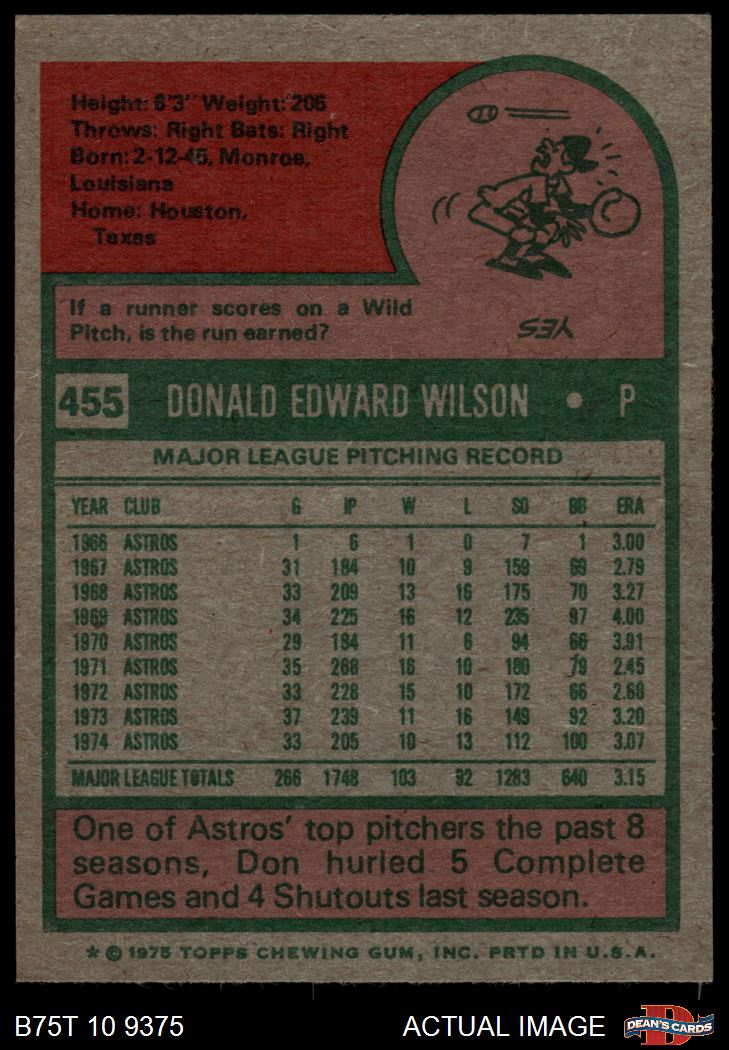 Height: 6'3" Weight: 206
Throws: Right Bats: Right
Born: 2-12-45, Monroe,
Louisiana
Home: Houston,
Texas
If a runner scores on a Wild
Pitch, is the run earned?
YES
455 DONALD EDWARD WILSON • P
MAJOR LEAGUE PITCHING RECORD
YEAR CLUB G IP W L SO BB ERA
1966 ASTROS 1 6 1 0 7 1 3.00
1967 ASTROS 31 184 10 9 159 69 2.79
1968 ASTROS 33 209 13 16 175 70 3.27
1969 ASTROS 34 225 16 12 235 97 4.00
1970 ASTROS 29 184 11 6 94 66 3.91
1971 ASTROS 35 268 16 10 180 79 2.45
1972 ASTROS 33 228 15 10 172 66 2.68
1973 ASTROS 37 239 11 16 149 92 3.20
1974 ASTROS 33 205 10 13 112 100 3.07
MAJOR LEAGUE TOTALS 266 1748 103 92 1283 640 3.15
One of Astros' top pitchers the past 8
seasons, Don hurled 5 Complete
Games and 4 Shutouts last season.
* © 1975 TOPPS CHEWING GUM, INC. PRTD IN U.S.A.
B75T 10 9375 ACTUAL IMAGE D DEAN'S CARDS